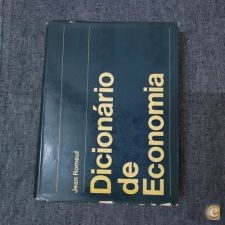 Jean Romeuf
Dicionário
de
Economia